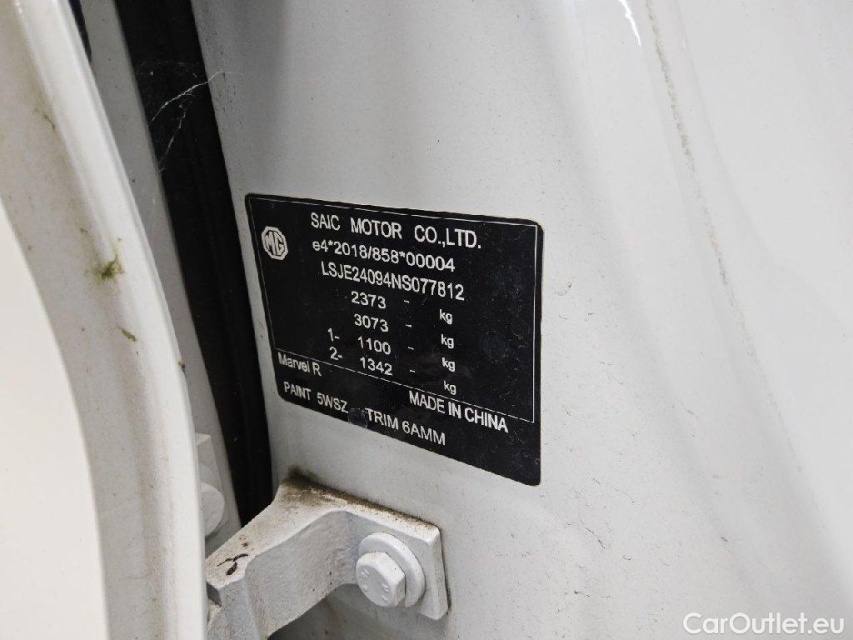 MG
SAIC MOTOR CO.,LTD.
e4*2018/858*00004
LSJE24094NS077812
2373 - kg
3073 - kg
1- 1100 - kg
2- 1342 - kg
Marvel R
MADE IN CHINA
PAINT 5WSZ TRIM 6AMM
CarOutlet.eu